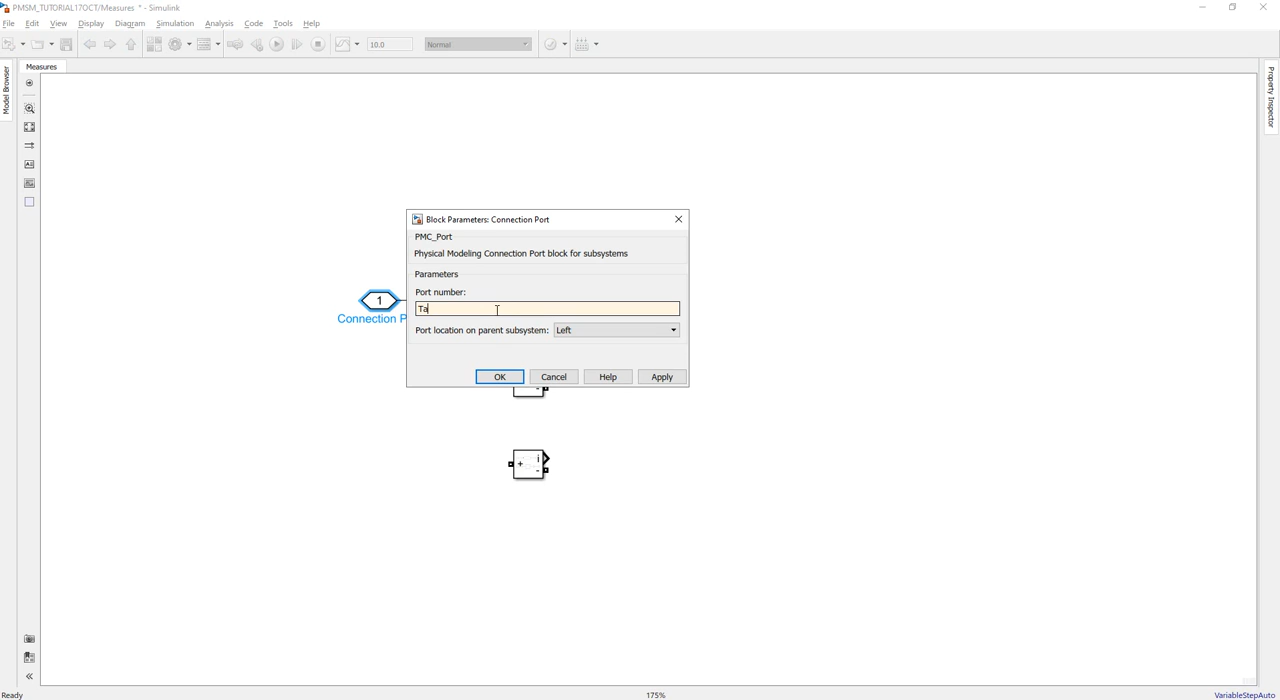 PMSM_TUTORIAL17OCT/Measures * - Simulink
File Edit View Display Diagram Simulation Analysis Code Tools Help
10.0 Normal
Measures
Model Browser
Property Inspector
Block Parameters: Connection Port
PMC_Port
Physical Modeling Connection Port block for subsystems
Parameters
Port number:
1
Ta
Connection P
Port location on parent subsystem: Left
OK Cancel Help Apply
-
i
+
-
Ready 175% VariableStepAuto